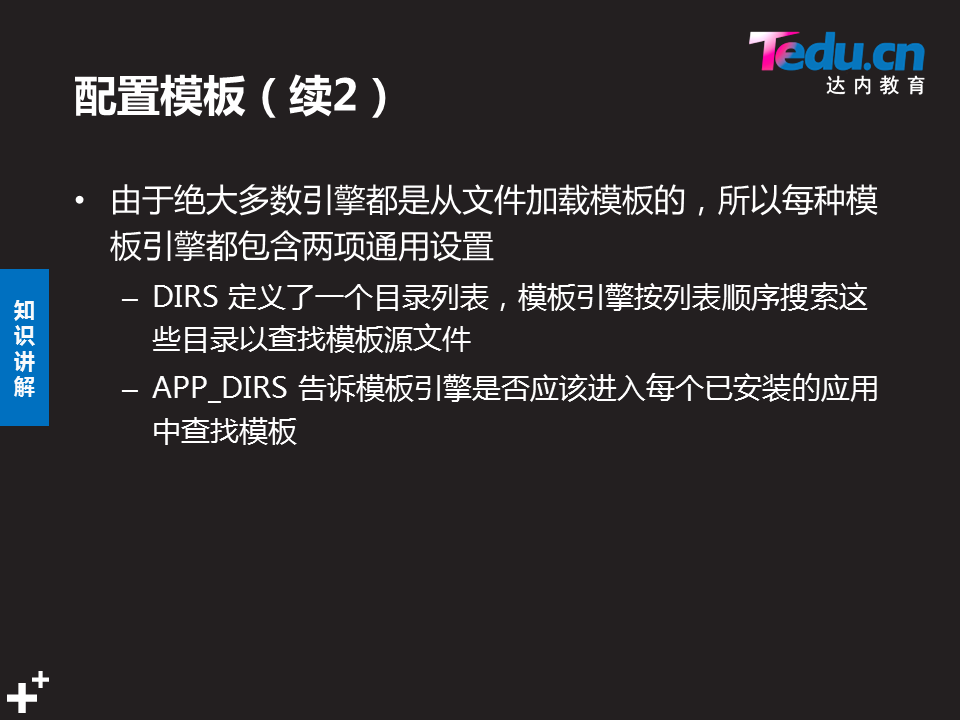 Tedu.cn
达内教育
配置模板（续2）
• 由于绝大多数引擎都是从文件加载模板的，所以每种模
板引擎都包含两项通用设置
– DIRS 定义了一个目录列表，模板引擎按列表顺序搜索这
些目录以查找模板源文件
– APP_DIRS 告诉模板引擎是否应该进入每个已安装的应用
中查找模板
知
识
讲
解